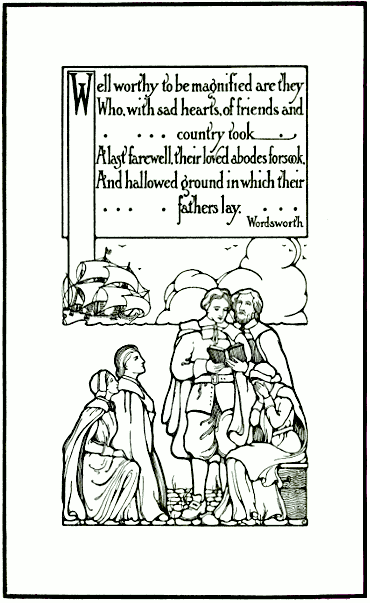 Well worthy to be magnified are they
Who, with sad hearts, of friends and
. ... country took .
A last farewell, their loved abodes forsook,
And hallowed ground in which their
.... . fathers lay. . ...
Wordsworth